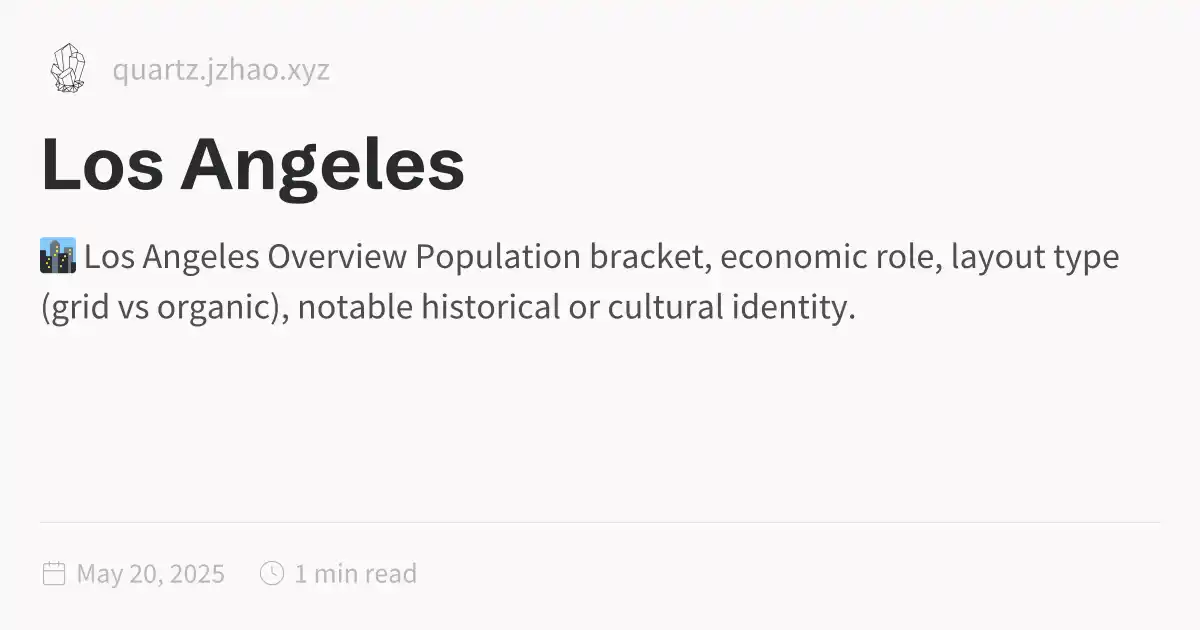 quartz.jzhao.xyz
Los Angeles
🏙️ Los Angeles Overview Population bracket, economic role, layout type
(grid vs organic), notable historical or cultural identity.
May 20, 2025 1 min read